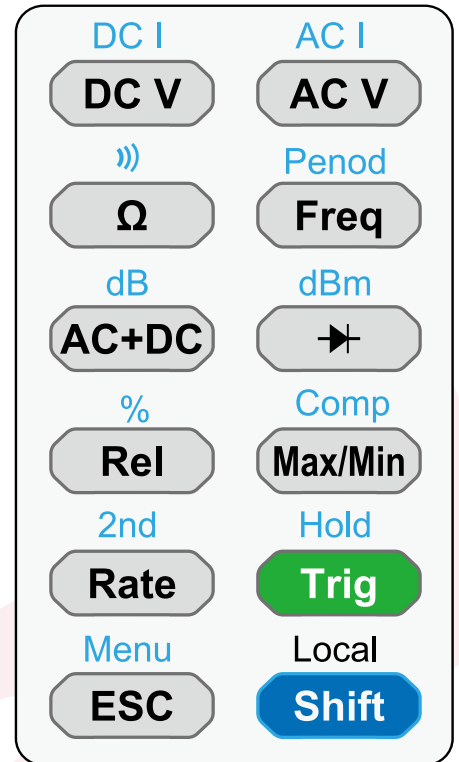 DC I AC I
DC V AC V
Penod
Ω Freq
dB dBm
AC+DC
% Comp
Rel Max/Min
2nd Hold
Rate Trig
Menu Local
ESC Shift